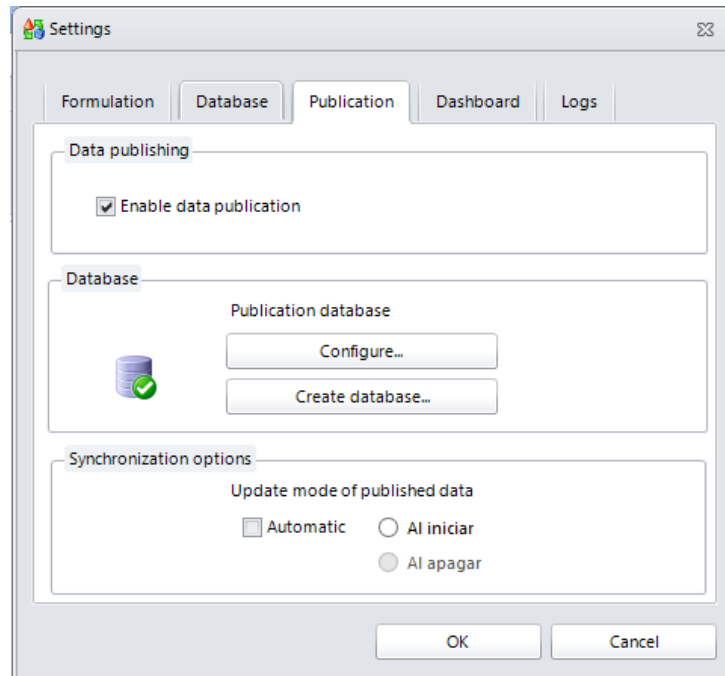 Settings
Formulation Database Publication Dashboard Logs
Data publishing
Enable data publication
Database
Publication database
Configure...
Create database...
Synchronization options
Update mode of published data
Automatic Al iniciar
Al apagar
OK Cancel